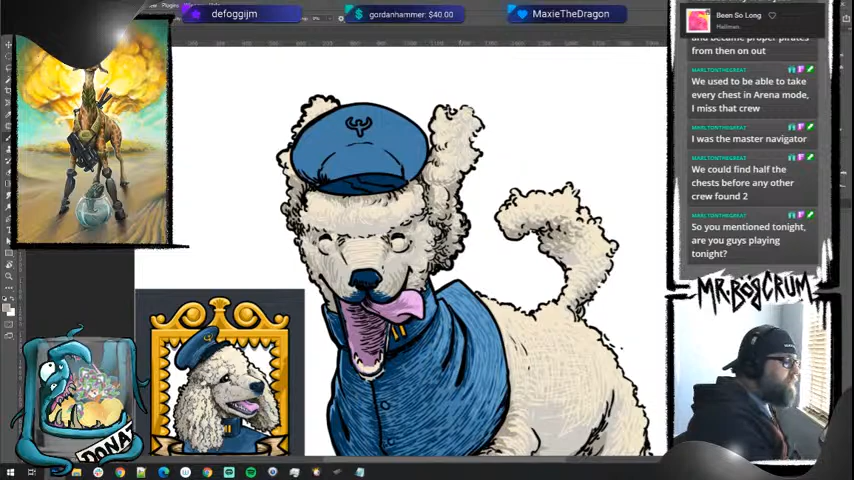 defoggijm
gordanhammer: $40.00
MaxieTheDragon
Been So Long
and became proper pirates
from then on out
MARLTONTHEGREAT
We used to be able to take
every chest in Arena mode,
I miss that crew
MARLTONTHEGREAT
I was the master navigator
MARLTONTHEGREAT
We could find half the
chests before any other
crew found 2
MARLTONTHEGREAT
So you mentioned tonight,
are you guys playing
tonight?
MR.BOGCRUM
DONAT